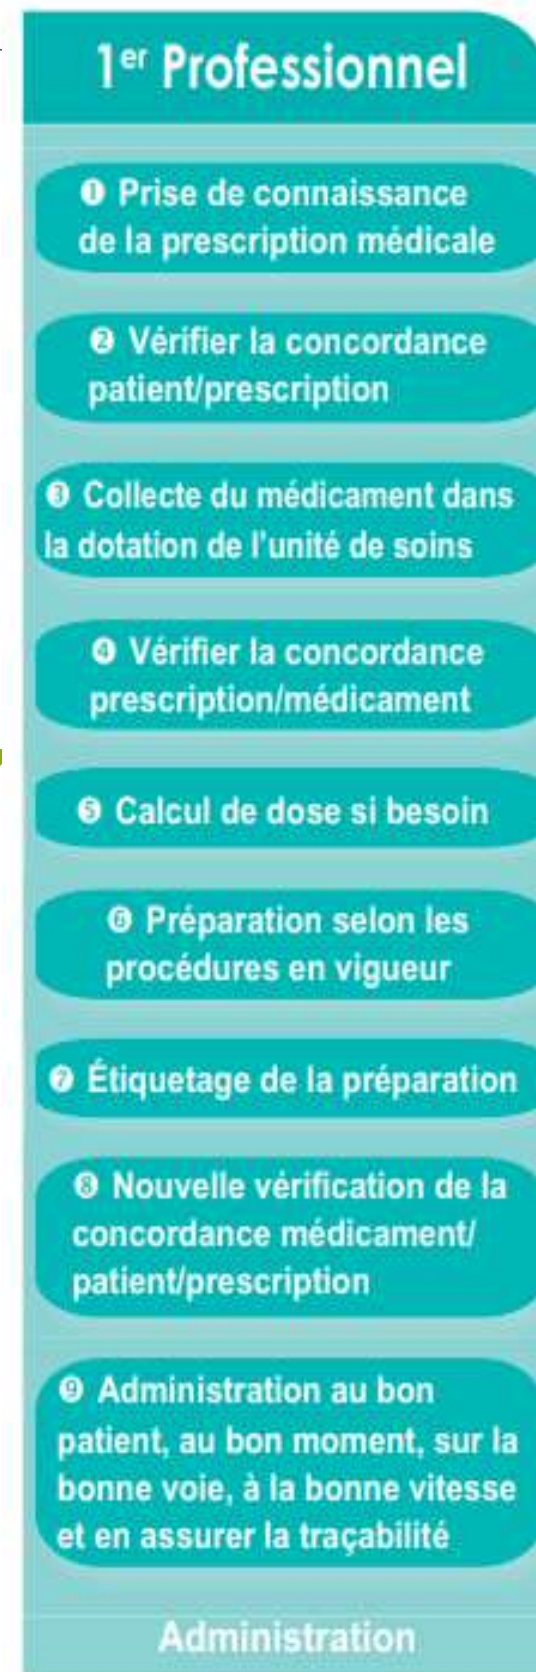 1er Professionnel
❶ Prise de connaissance
de la prescription médicale
❷ Vérifier la concordance
patient/prescription
❸ Collecte du médicament dans
la dotation de l'unité de soins
❹ Vérifier la concordance
prescription/médicament
❺ Calcul de dose si besoin
❻ Préparation selon les
procédures en vigueur
❼ Étiquetage de la préparation
❽ Nouvelle vérification de la
concordance médicament/
patient/prescription
❾ Administration au bon
patient, au bon moment, sur la
bonne voie, à la bonne vitesse
et en assurer la traçabilité
Administration